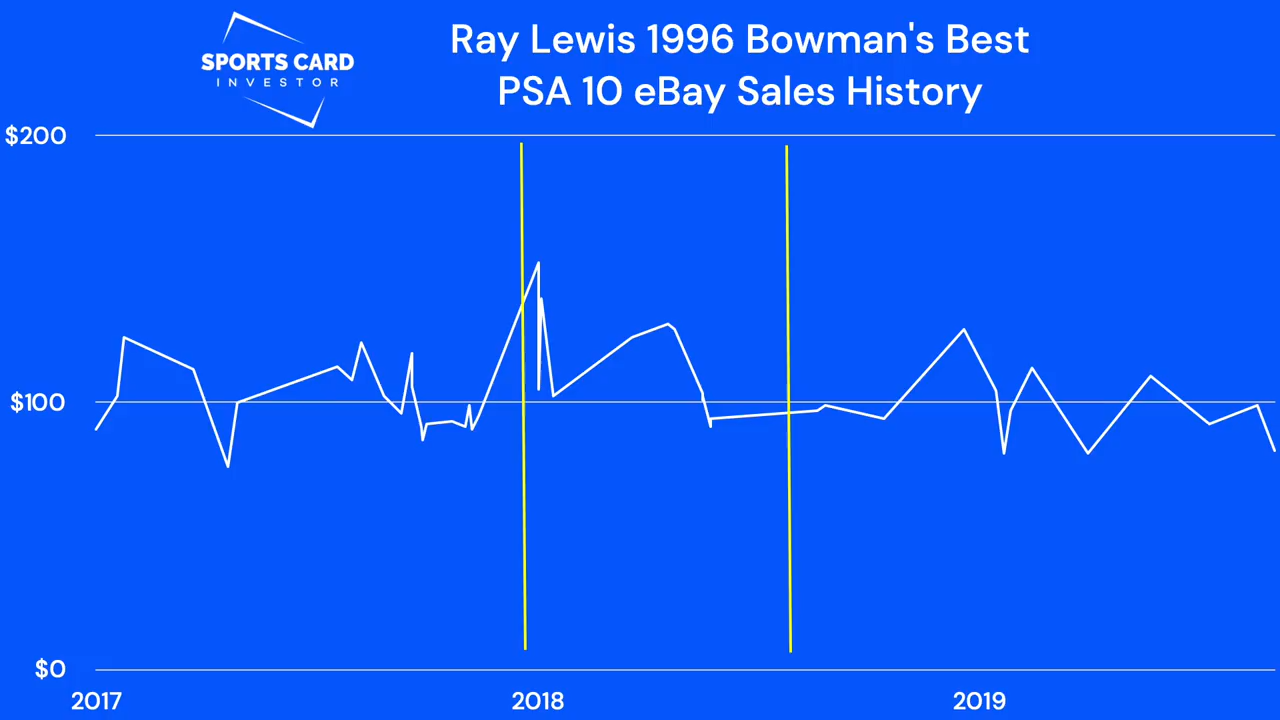 SPORTS CARD
INVESTOR
Ray Lewis 1996 Bowman's Best
PSA 10 eBay Sales History
$200
$100
$0
2017
2018
2019